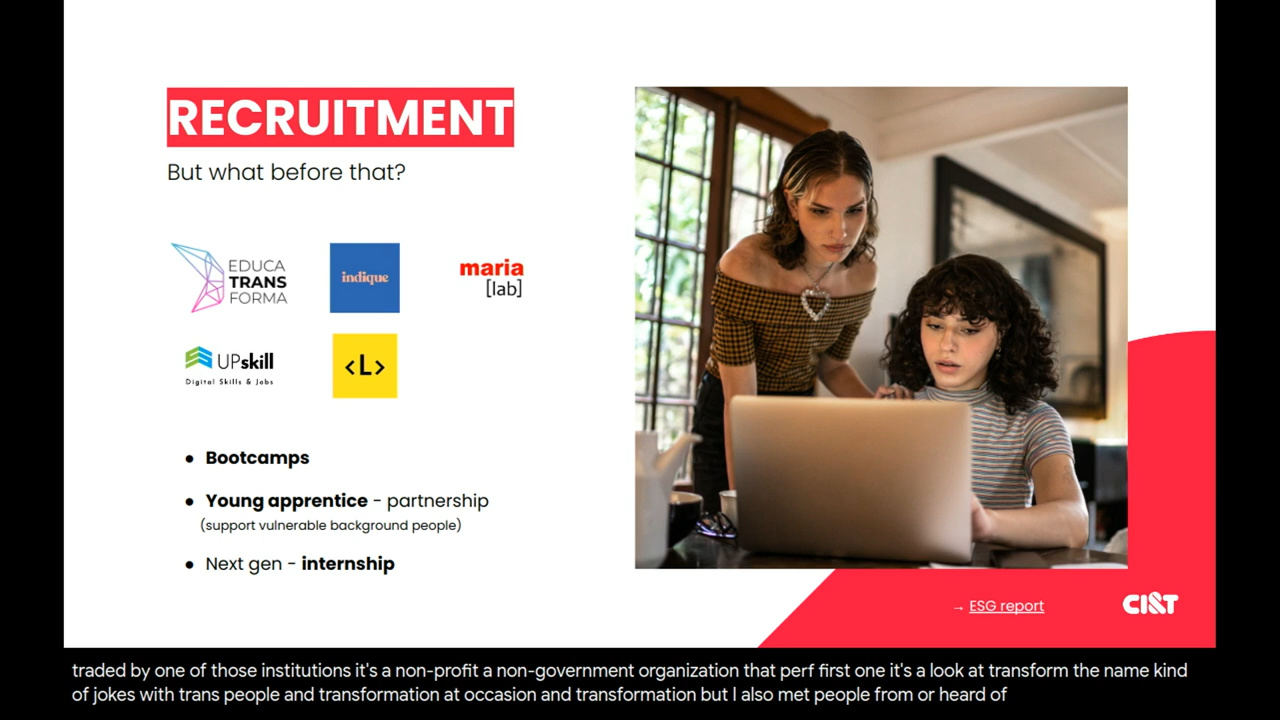 RECRUITMENT
But what before that?
EDUCA
TRANS
FORMA
indique
maria
[lab]
UPskill
Digital Skills & Jobs
<L>
● Bootcamps
● Young apprentice - partnership
(support vulnerable background people)
● Next gen - internship
→ ESG report
CI&T
traded by one of those institutions it's a non-profit a non-government organization that perf first one it's a look at transform the name kind
of jokes with trans people and transformation at occasion and transformation but I also met people from or heard of